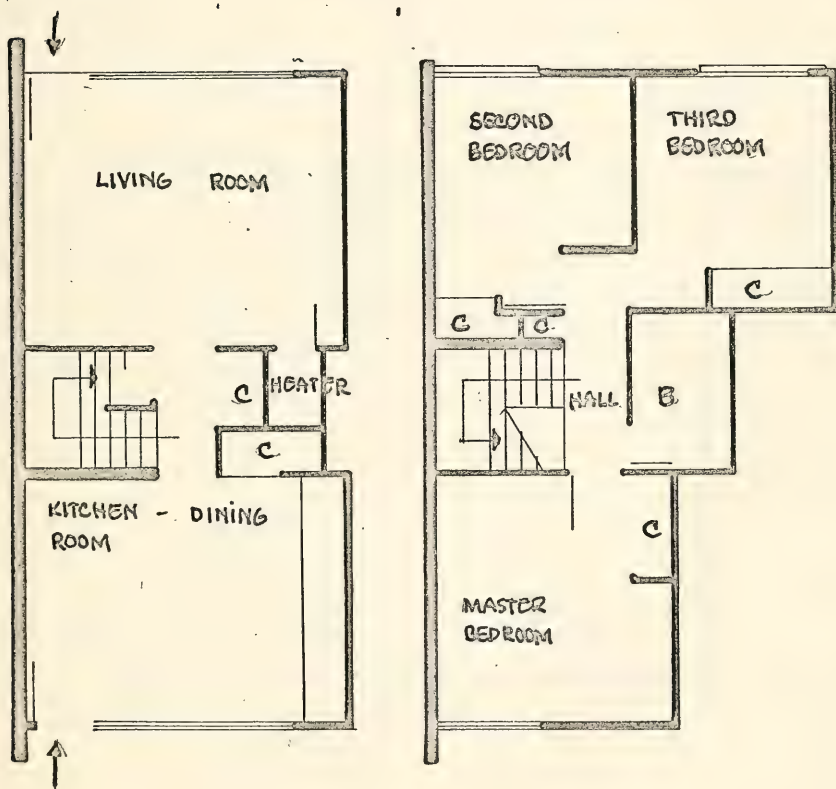 LIVING ROOM
C
HEATER
C
KITCHEN - DINING
ROOM
SECOND
BEDROOM
THIRD
BEDROOM
C
C
C
HALL
B
C
MASTER
BEDROOM